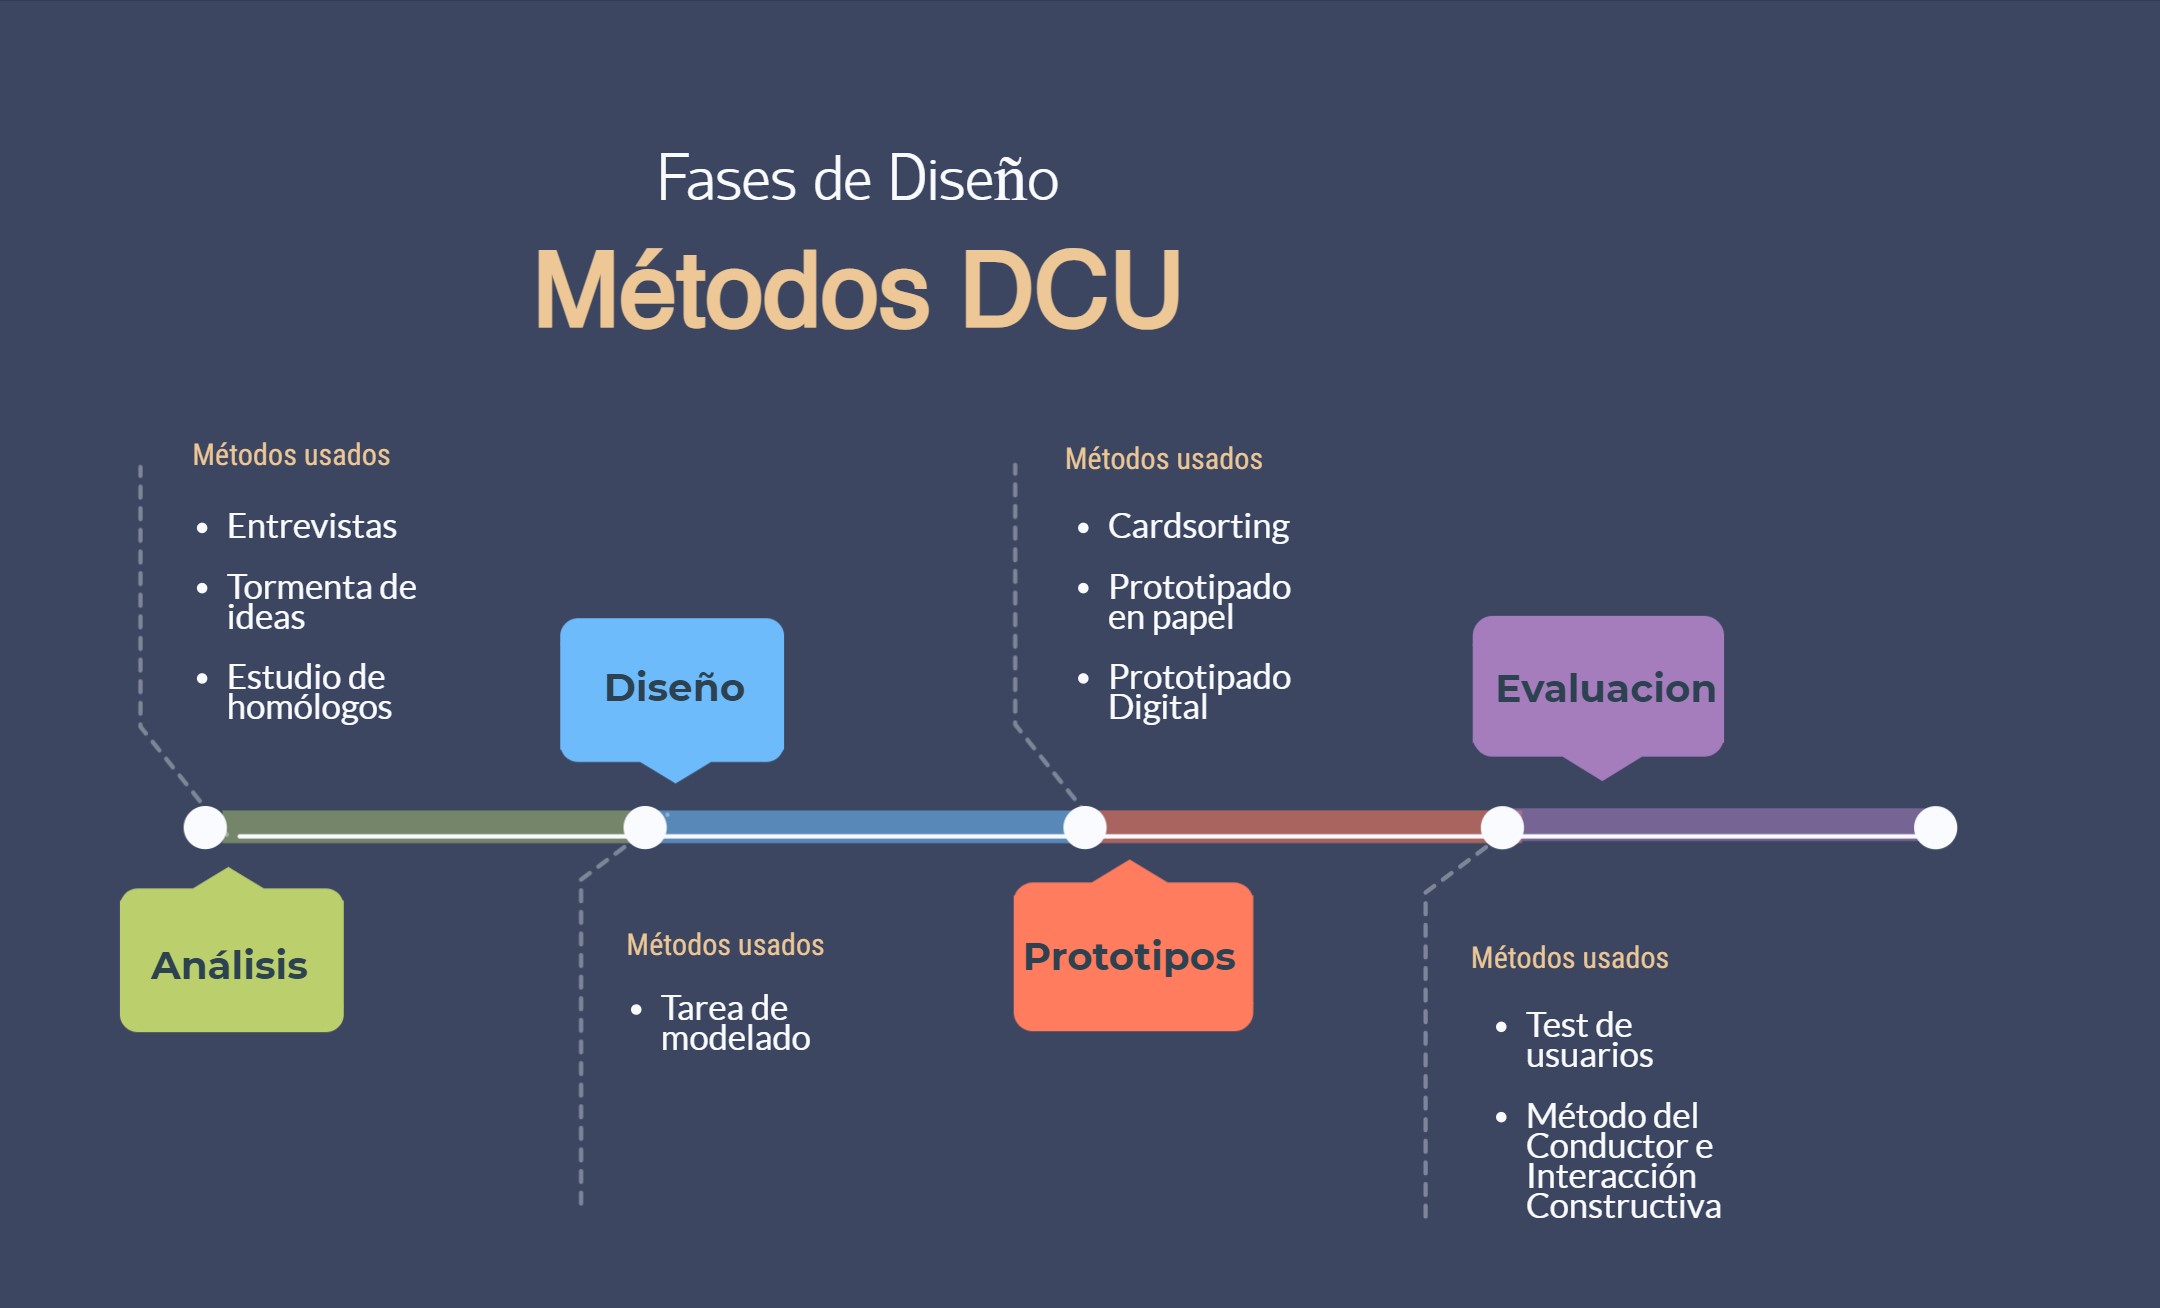 Fases de Diseño
Métodos DCU
Métodos usados
• Entrevistas
• Tormenta de
ideas
• Estudio de
homólogos
Análisis
Diseño
Métodos usados
• Tarea de
modelado
Métodos usados
• Cardsorting
• Prototipado
en papel
• Prototipado
Digital
Prototipos
Evaluacion
Métodos usados
• Test de
usuarios
• Método del
Conductor e
Interacción
Constructiva